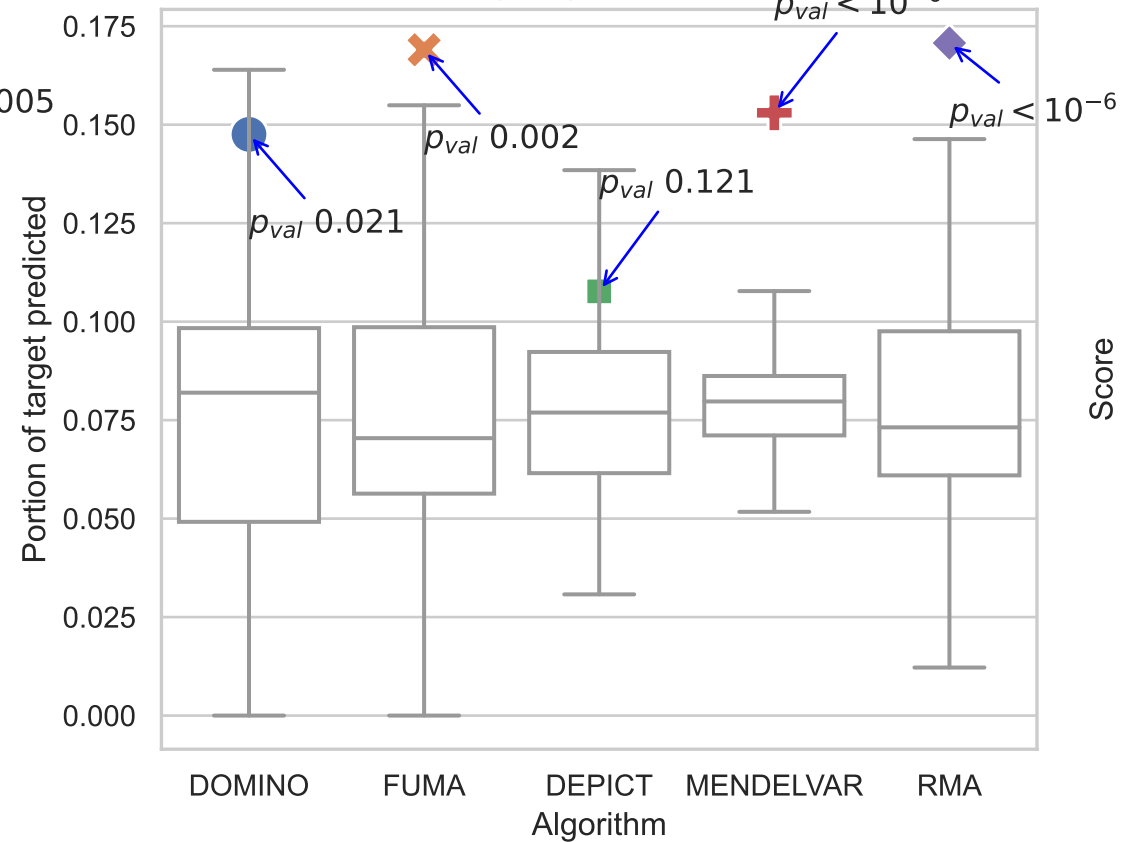 p_val < 10
0.175
005
p_val < 10⁻⁶
0.150
p_val 0.002
p_val 0.121
p_val 0.021
0.125
Portion of target predicted
0.100
Score
0.075
0.050
0.025
0.000
DOMINO FUMA DEPICT MENDELVAR RMA
Algorithm